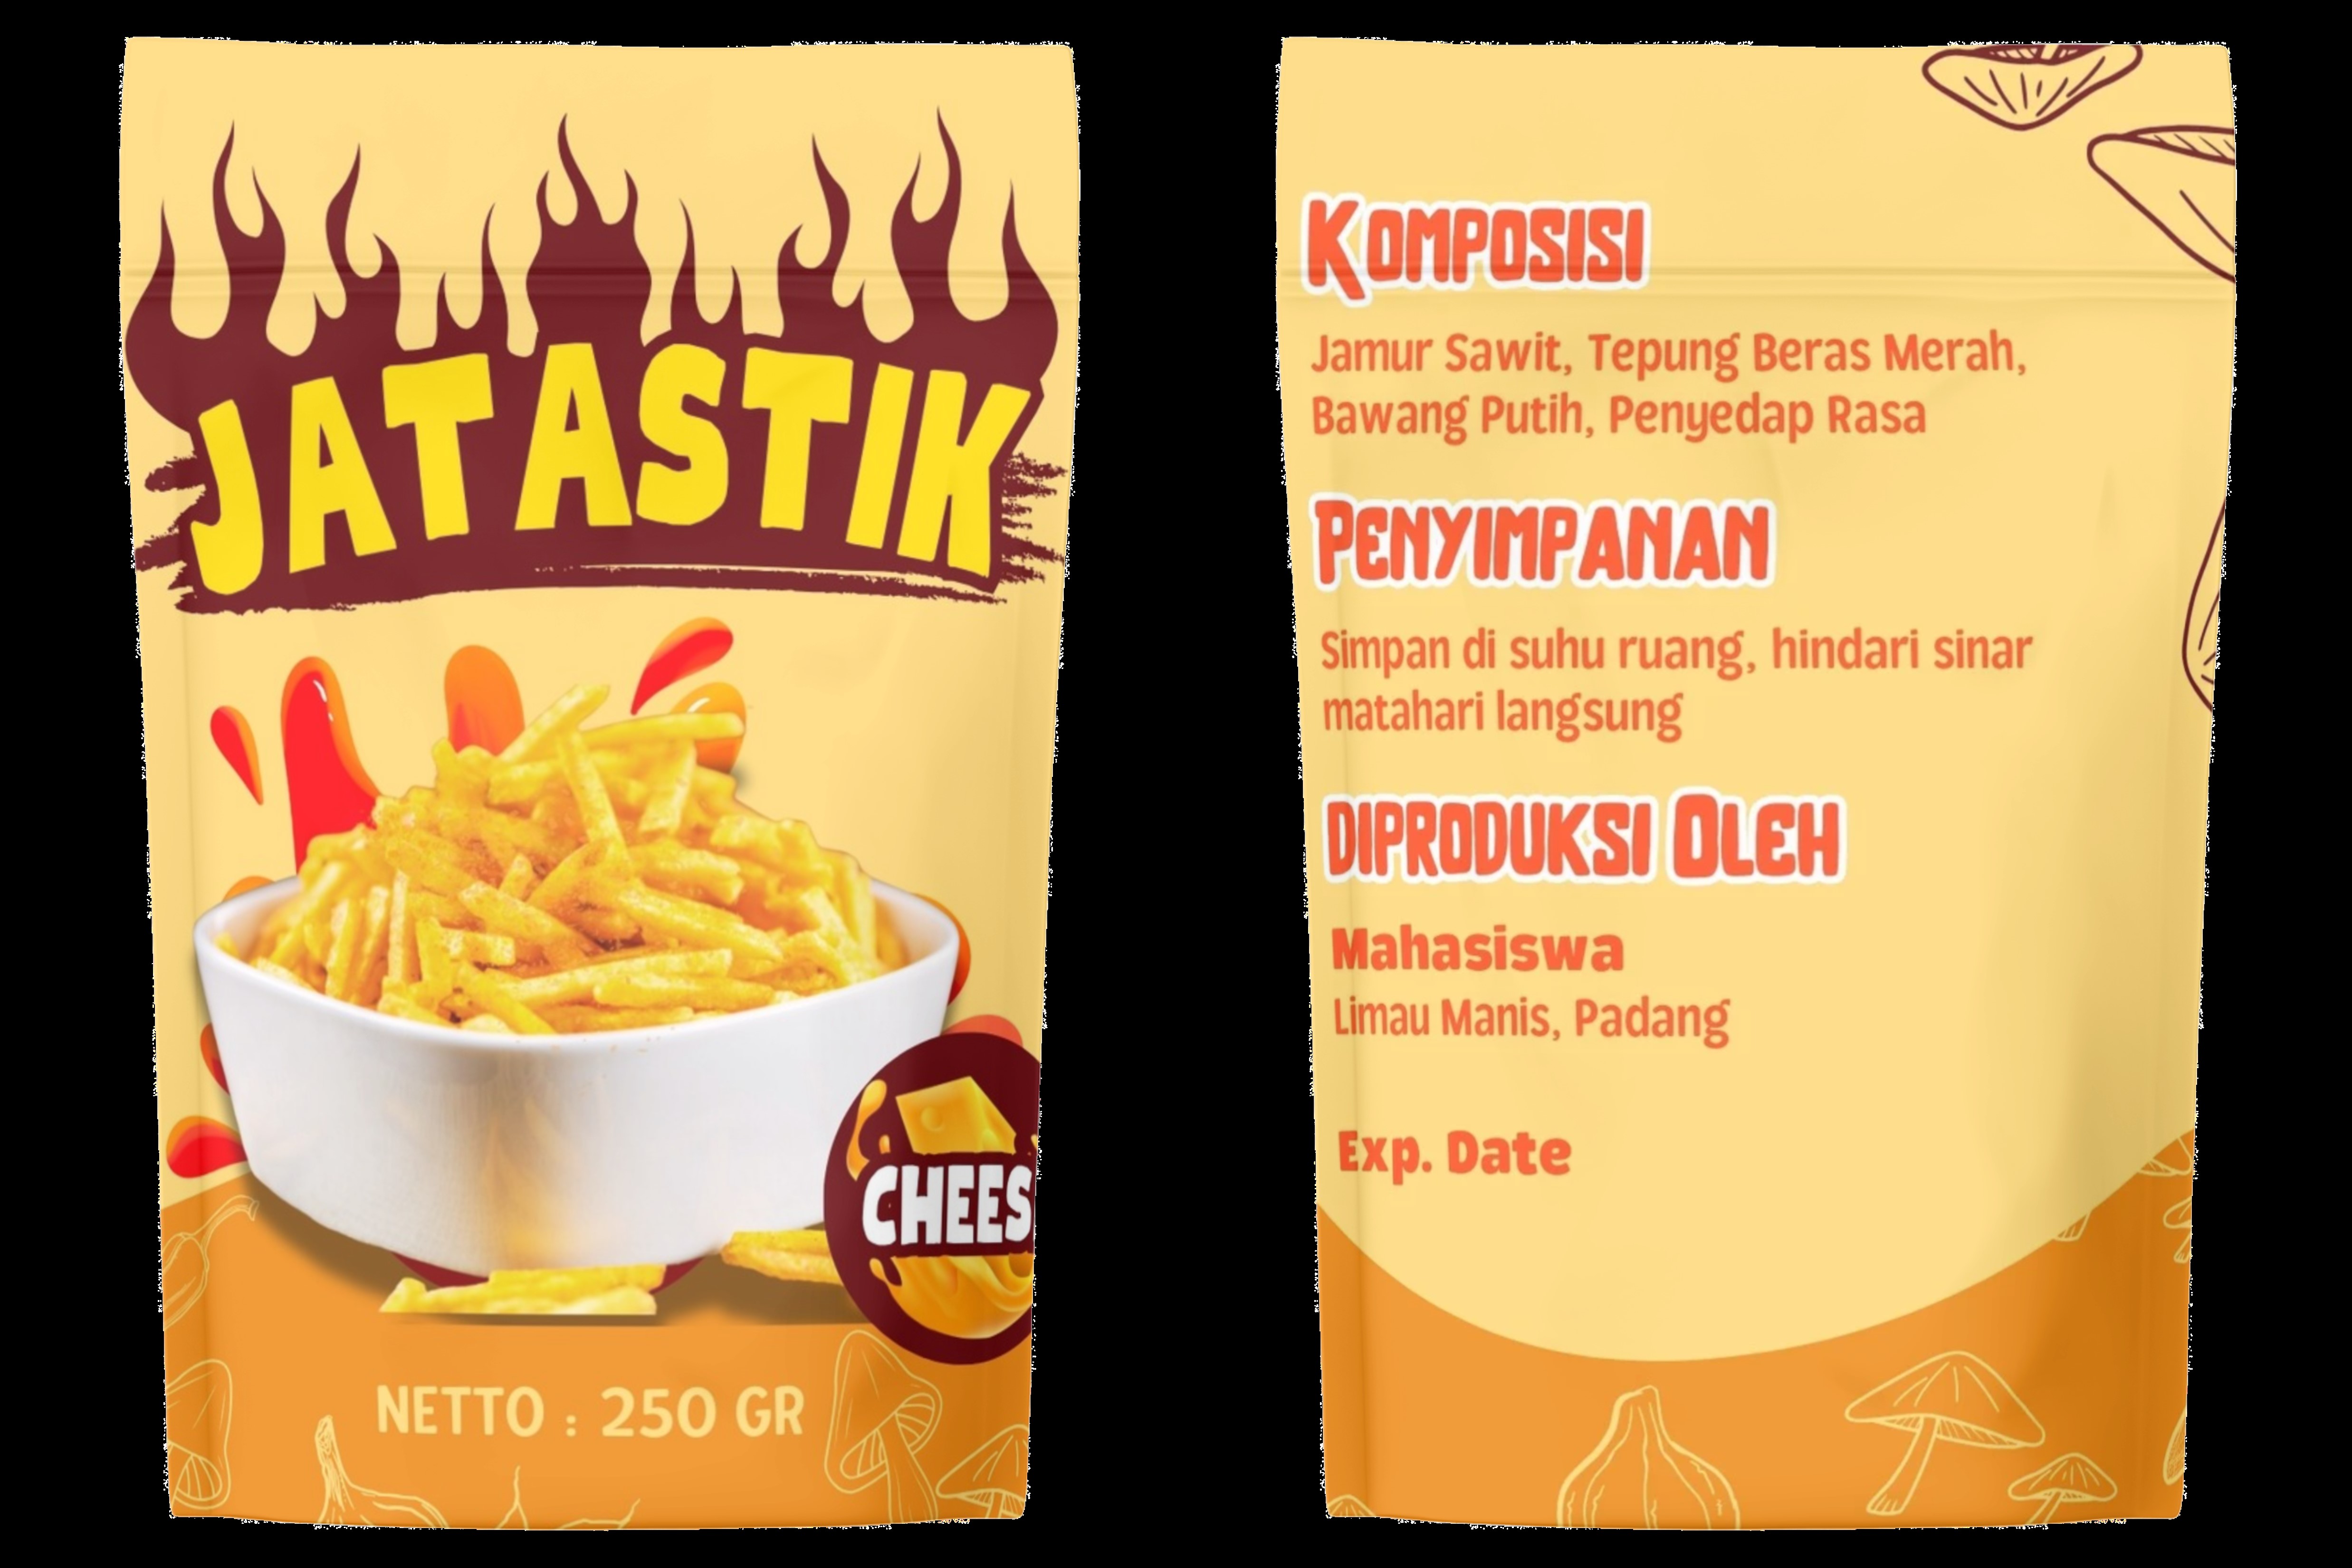 JATASTIK
CHEES
NETTO : 250 GR
Komposisi
Jamur Sawit, Tepung Beras Merah,
Bawang Putih, Penyedap Rasa
Penyimpanan
Simpan di suhu ruang, hindari sinar
matahari langsung
Diproduksi Oleh
Mahasiswa
Limau Manis, Padang
Exp. Date